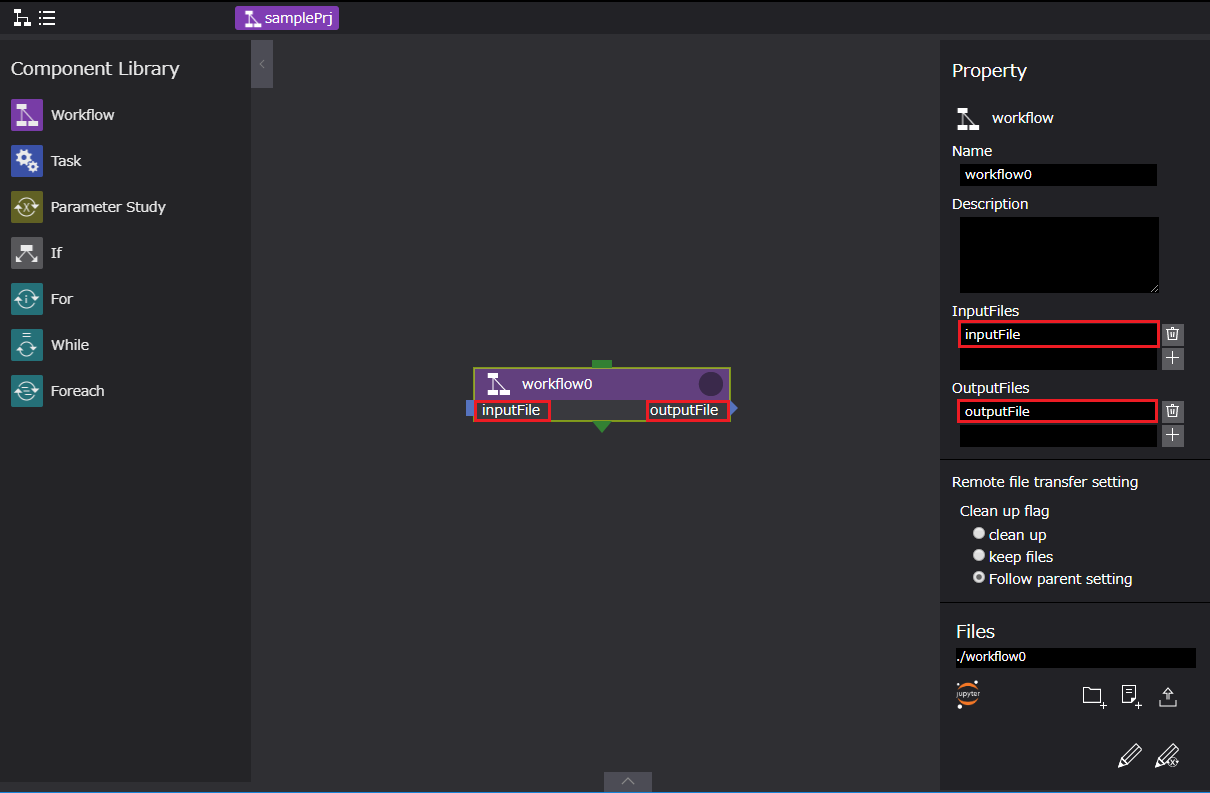 samplePrj
Component Library
Workflow
Task
Parameter Study
If
For
While
Foreach
workflow0
inputFile
outputFile
Property
workflow
Name
workflow0
Description
InputFiles
inputFile
OutputFiles
outputFile
Remote file transfer setting
Clean up flag
clean up
keep files
Follow parent setting
Files
./workflow0
jupyter